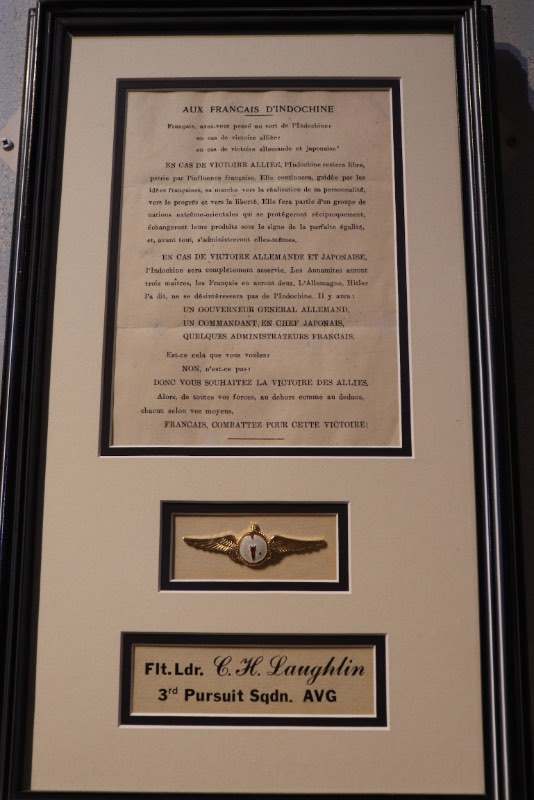 AUX FRANCAIS D'INDOCHINE
Français, avez-vous pensé au sort de l'Indochine:
en cas de victoire alliée?
en cas de victoire allemande et japonaise?
EN CAS DE VICTOIRE ALLIES, l'Indochine restera libre,
pétrie par l'influence française. Elle continuera, guidée par les
idées françaises, sa marche vers la réalisation de sa personnalité,
vers le progrès et vers la liberté. Elle fera partie d'un groupe de
nations extrême-orientales qui se protégeront réciproquement,
échangeront leurs produits sous le signe de la parfaite égalité,
et, avant tout, s'administreront elles-mêmes.
EN CAS DE VICTOIRE ALLEMANDE ET JAPONAISE,
l'Indochine sera complètement asservie. Les Annamites auront
trois maîtres, les Français en auront deux. L'Allemagne, Hitler
l'a dit, ne se désintéressera pas de l'Indochine. Il y aura:
UN GOUVERNEUR GENERAL ALLEMAND,
UN COMMANDANT, EN CHEF JAPONAIS,
QUELQUES ADMINISTRATEURS FRANCAIS.
Est-ce cela que vous voulez?
NON, n'est-ce pas?
DONC VOUS SOUHAITEZ LA VICTOIRE DES ALLIES.
Alors, de toutes vos forces, au dehors comme au dedans,
chacun selon vos moyens,
FRANCAIS, COMBATTEZ POUR CETTE VICTOIRE!
Flt.Ldr. C. H. Laughlin
3rd Pursuit Sqdn. AVG